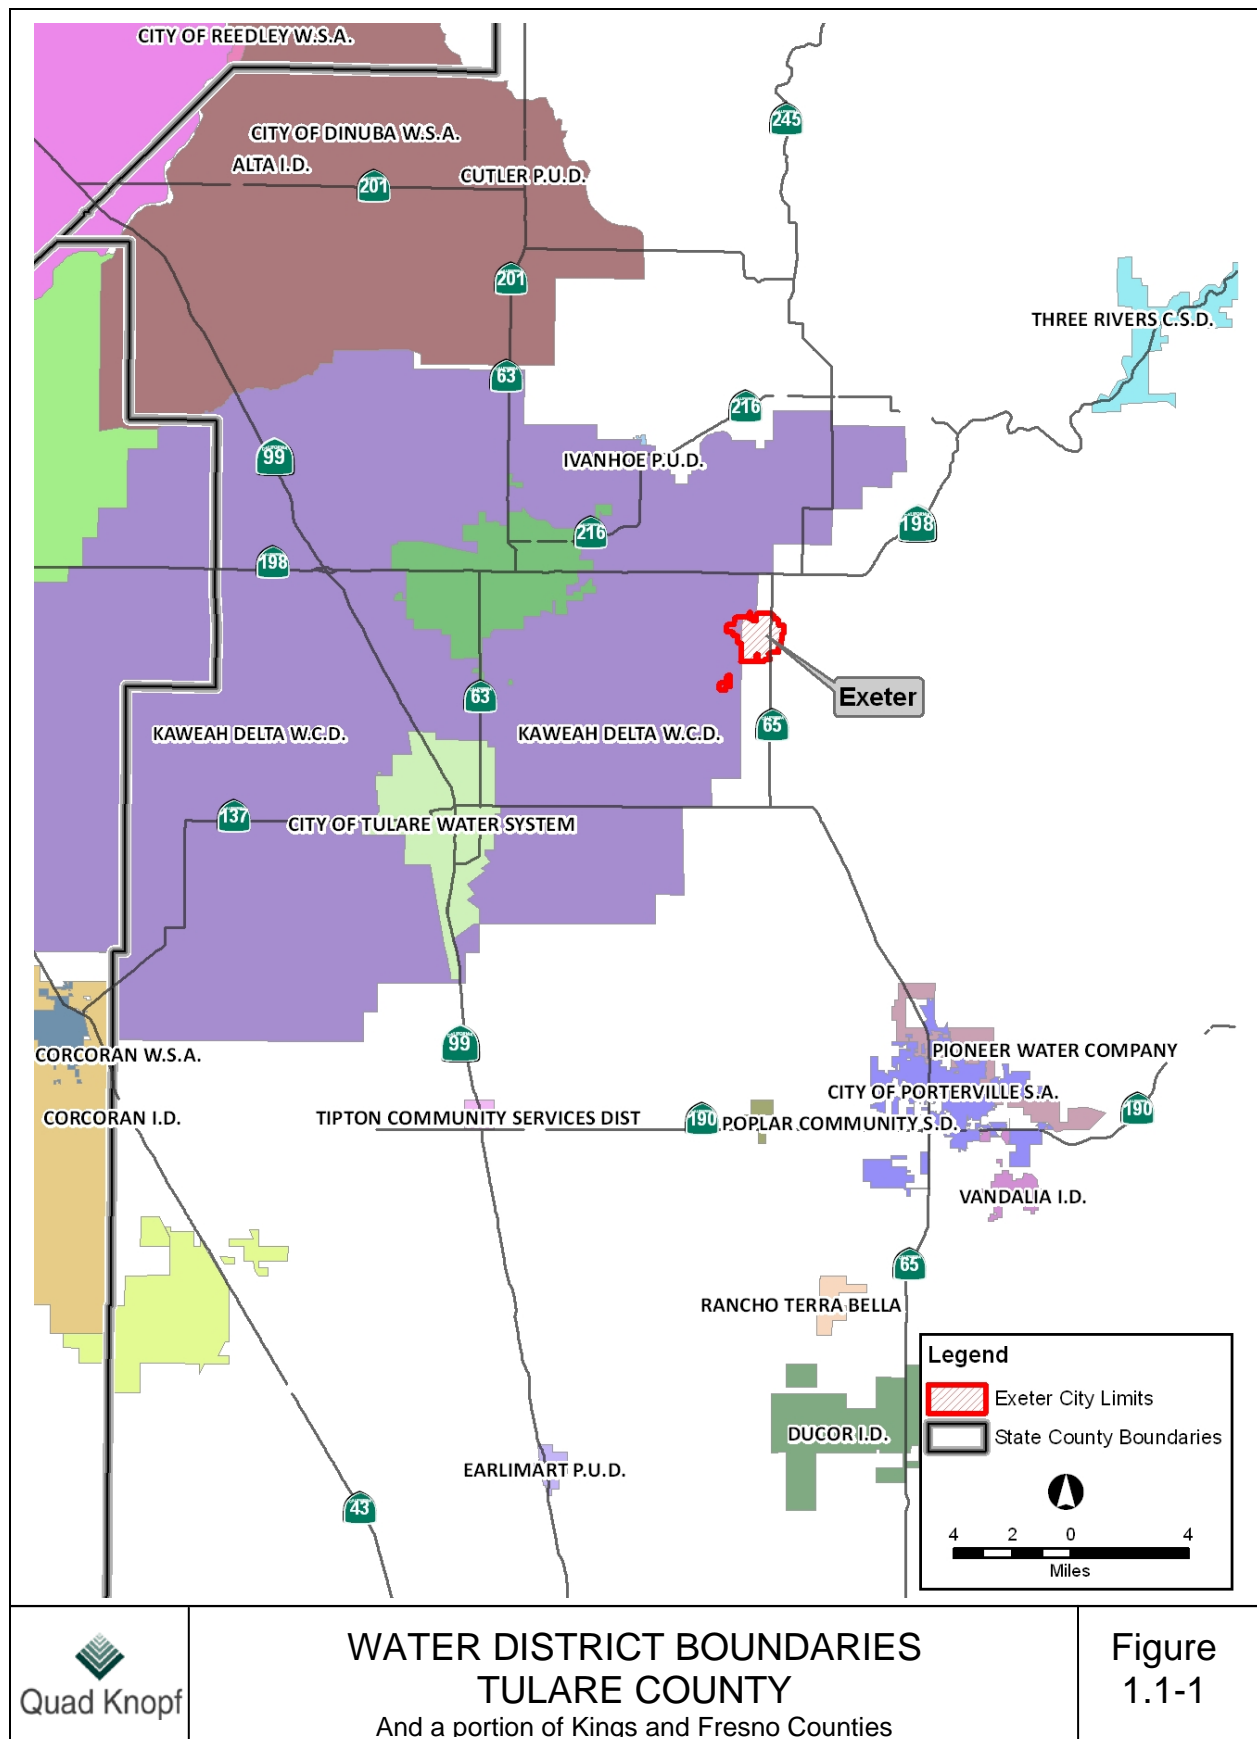 CITY OF REEDLEY W.S.A.
245
CITY OF DINUBA W.S.A.
ALTA I.D.
CUTLER P.U.D.
201
201
THREE RIVERS C.S.D.
63
216
99
IVANHOE P.U.D.
198
216
198
Exeter
63
65
KAWEAH DELTA W.C.D.
KAWEAH DELTA W.C.D.
137
CITY OF TULARE WATER SYSTEM
99
CORCORAN W.S.A.
PIONEER WATER COMPANY
CITY OF PORTERVILLE S.A.
CORCORAN I.D.
TIPTON COMMUNITY SERVICES DIST
190
POPLAR COMMUNITY S.D.
190
VANDALIA I.D.
65
RANCHO TERRA BELLA
DUCOR I.D.
EARLIMART P.U.D.
43
Legend
Exeter City Limits
State County Boundaries
4 2 0 4
Miles
Quad Knopf
WATER DISTRICT BOUNDARIES
TULARE COUNTY
And a portion of Kings and Fresno Counties
Figure
1.1-1